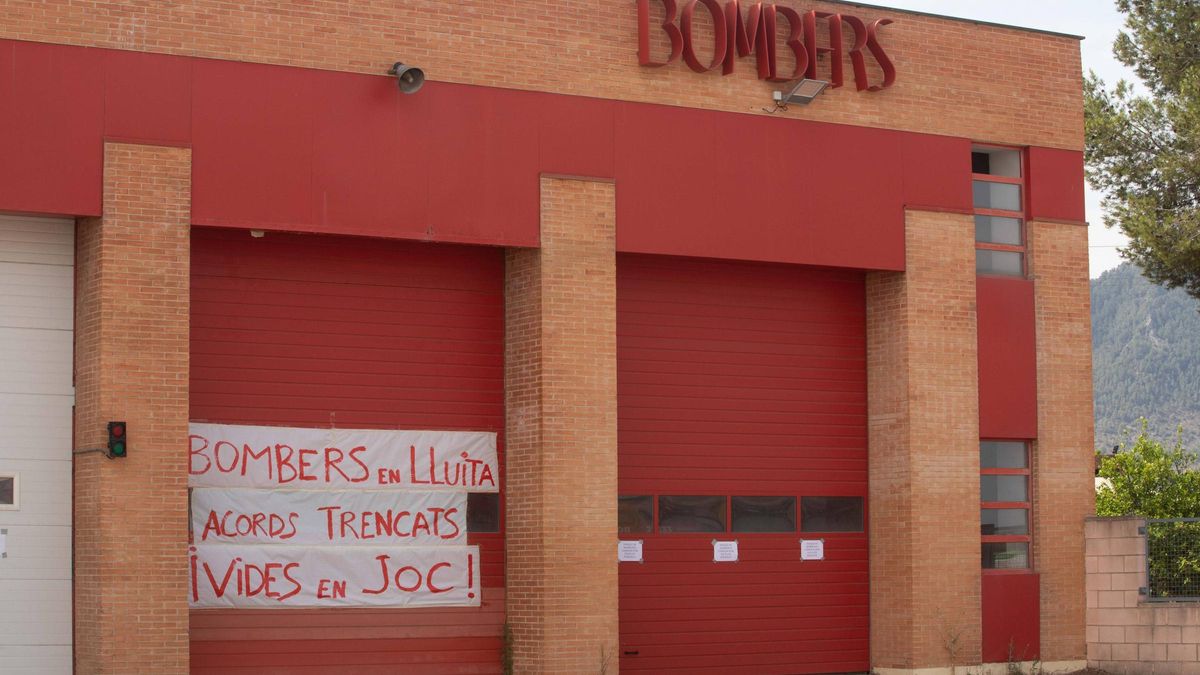 BOMBERS
BOMBERS EN LLUITA
ACORDS TRENCATS
¡VIDES EN JOC!